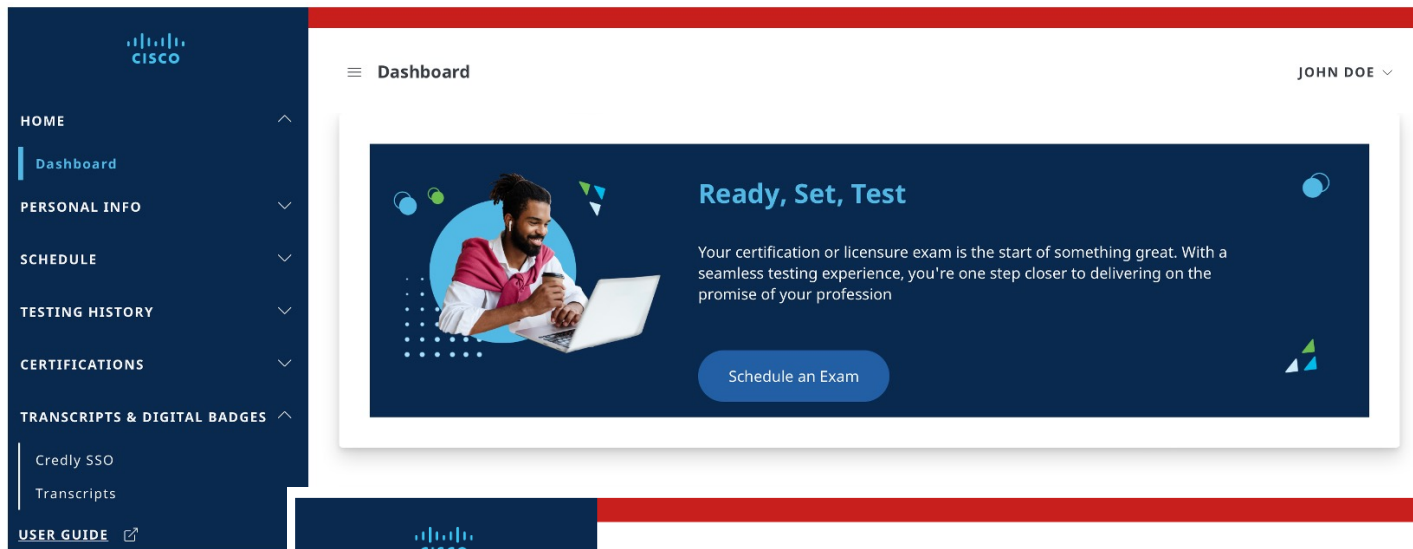 CISCO
HOME
Dashboard
PERSONAL INFO
SCHEDULE
TESTING HISTORY
CERTIFICATIONS
TRANSCRIPTS & DIGITAL BADGES
Credly SSO
Transcripts
USER GUIDE
Dashboard
JOHN DOE
Ready, Set, Test
Your certification or licensure exam is the start of something great. With a
seamless testing experience, you're one step closer to delivering on the
promise of your profession
Schedule an Exam
CISCO